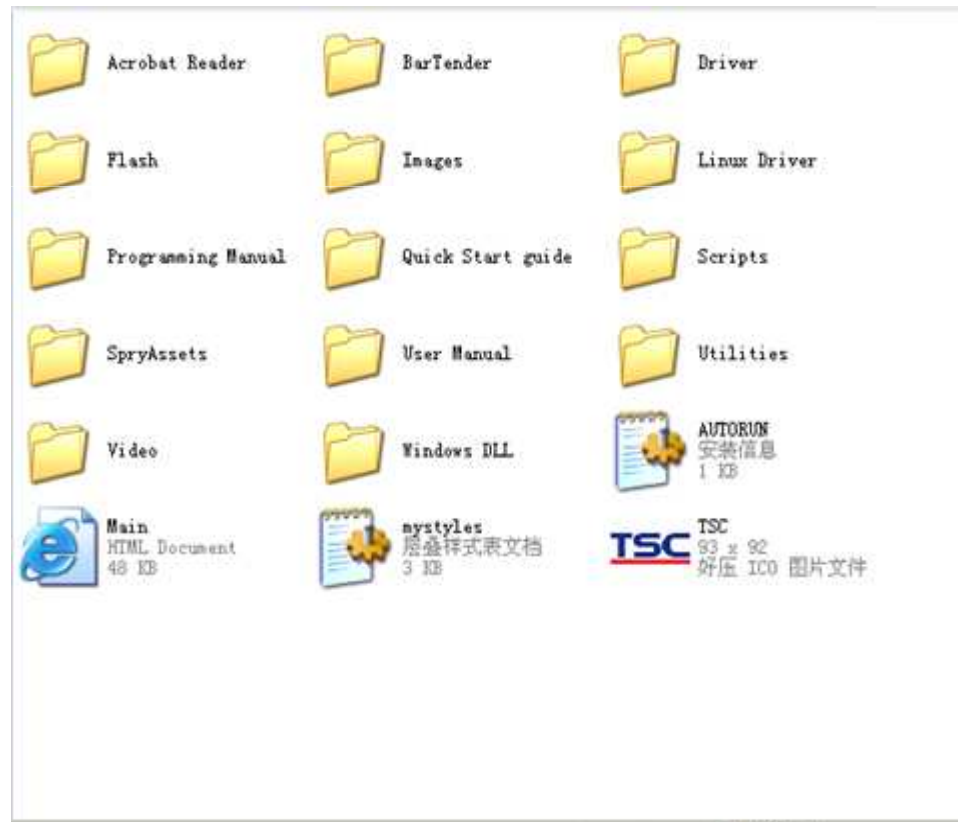 Acrobat Reader
BarTender
Driver
Flash
Images
Linux Driver
Programming Manual
Quick Start guide
Scripts
SpryAssets
User Manual
Utilities
Video
Windows DLL
AUTORUN
安装信息
1 KB
Main
HTML Document
48 KB
mystyles
层叠样式表文档
3 KB
TSC
TSC
93 x 92
好压 ICO 图片文件